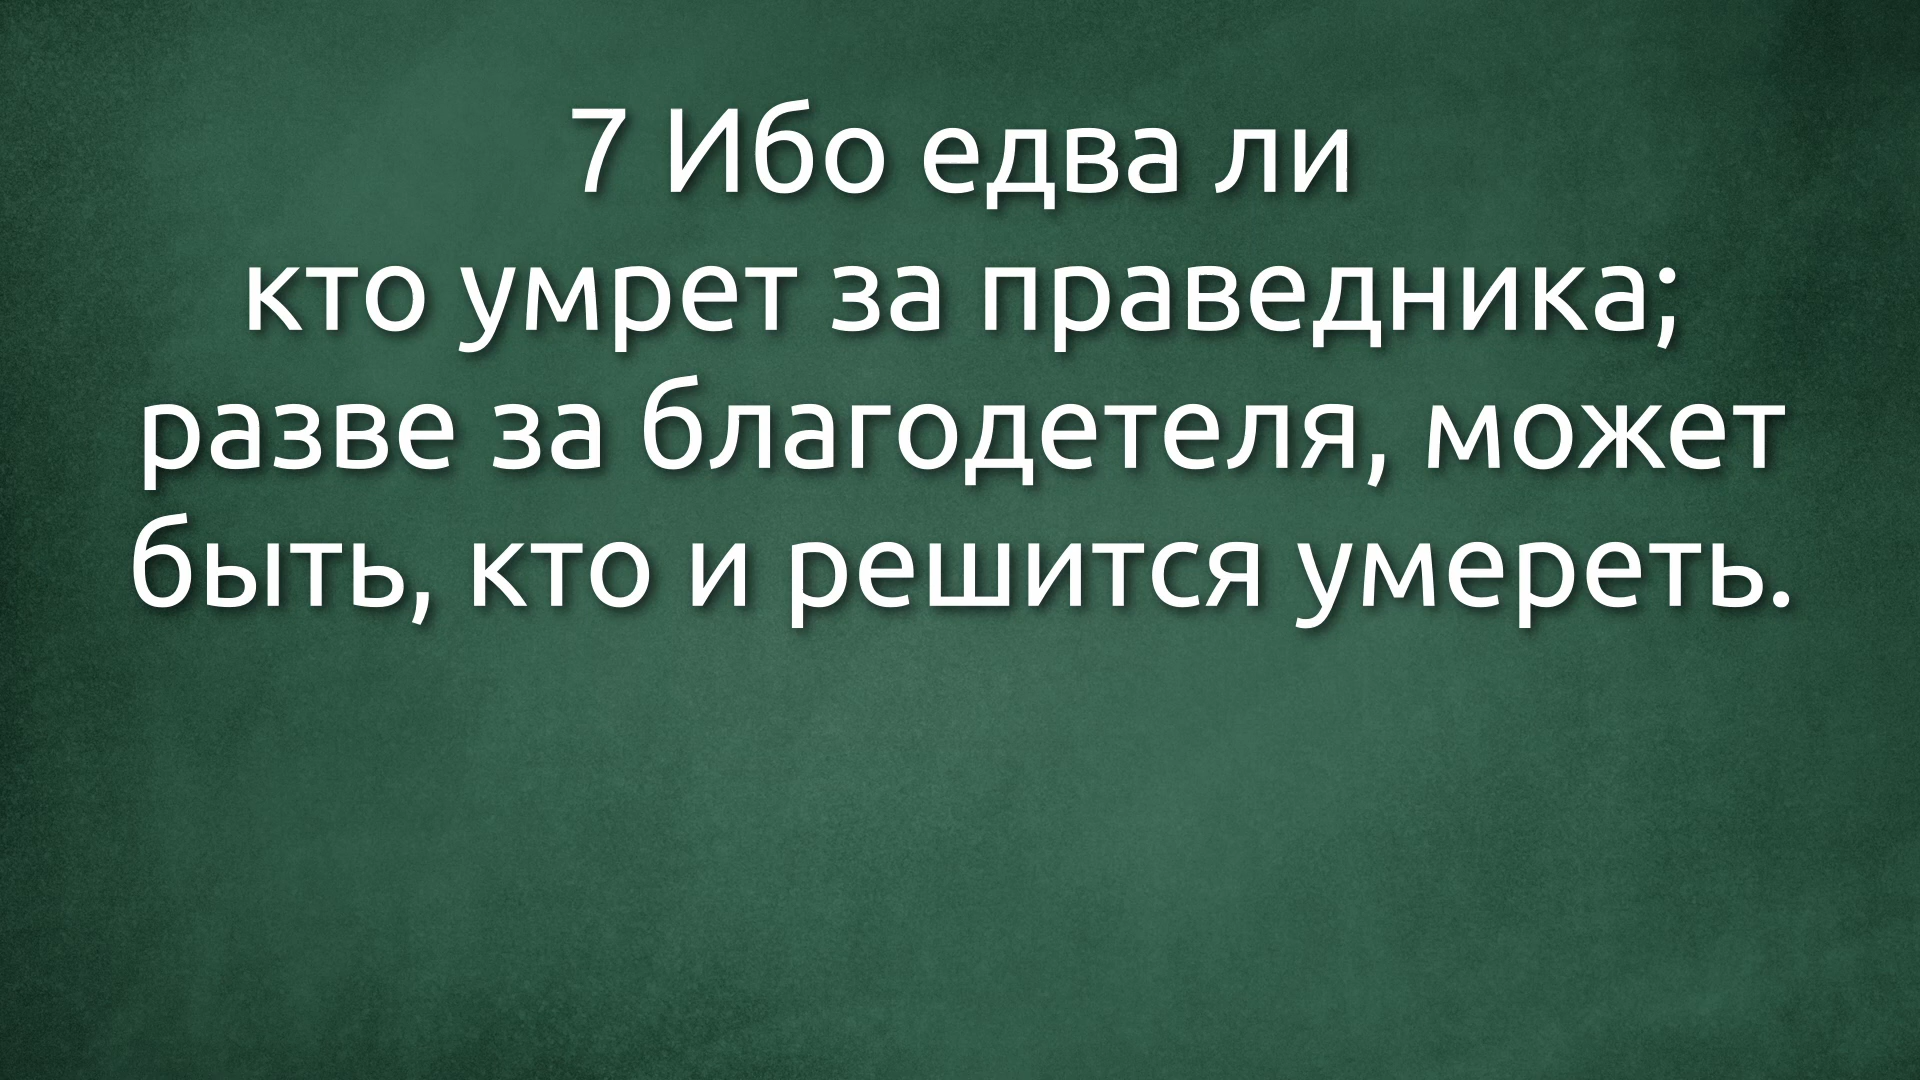 7 Ибо едва ли
кто умрет за праведника;
разве за благодетеля, может
быть, кто и решится умереть.